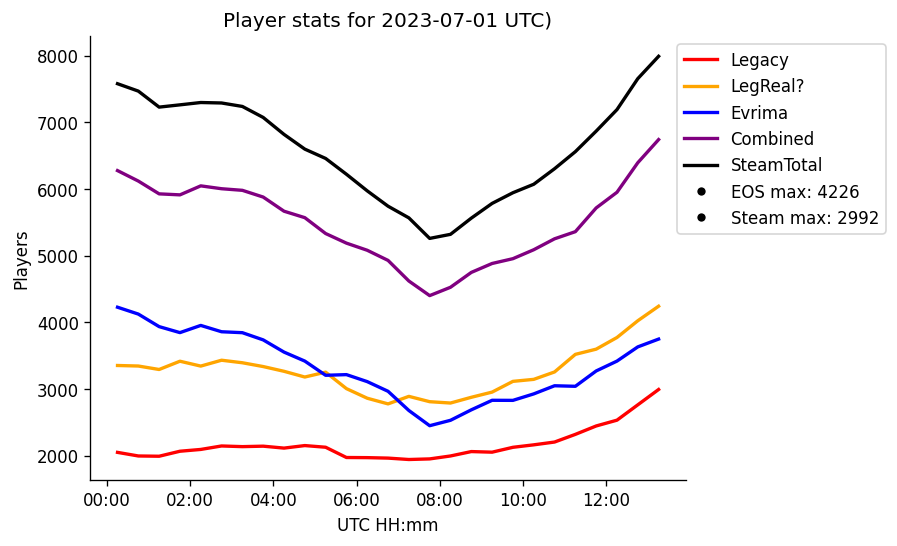 Player stats for 2023-07-01 UTC)
8000
7000
6000
5000
4000
3000
2000
Players
00:00 02:00 04:00 06:00 08:00 10:00 12:00
UTC HH:mm
Legacy
LegReal?
Evrima
Combined
SteamTotal
EOS max: 4226
Steam max: 2992